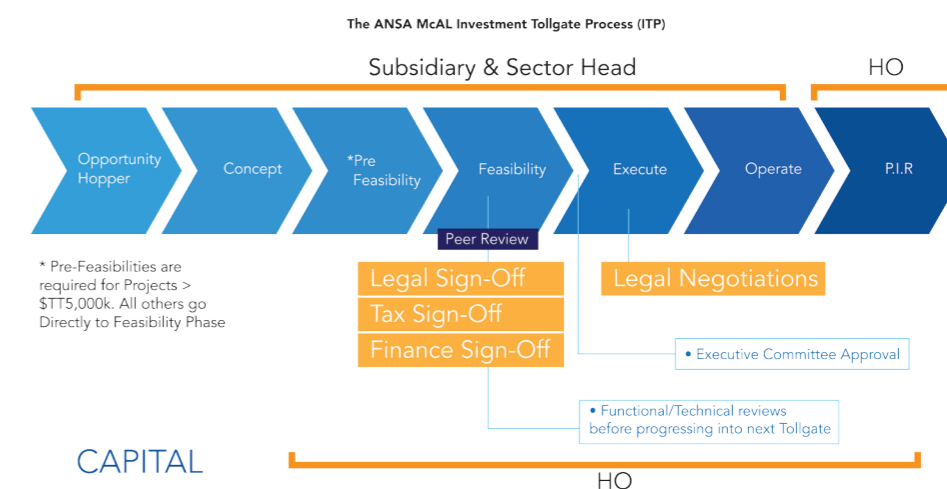 The ANSA McAL Investment Tollgate Process (ITP)
Subsidiary & Sector Head
HO
Opportunity
Hopper
Concept
*Pre
Feasibility
Feasibility
Execute
Operate
P.I.R
Peer Review
* Pre-Feasibilities are
required for Projects >
$TT5,000k. All others go
Directly to Feasibility Phase
Legal Sign-Off
Tax Sign-Off
Finance Sign-Off
Legal Negotiations
• Executive Committee Approval
• Functional/Technical reviews
before progressing into next Tollgate
CAPITAL
HO